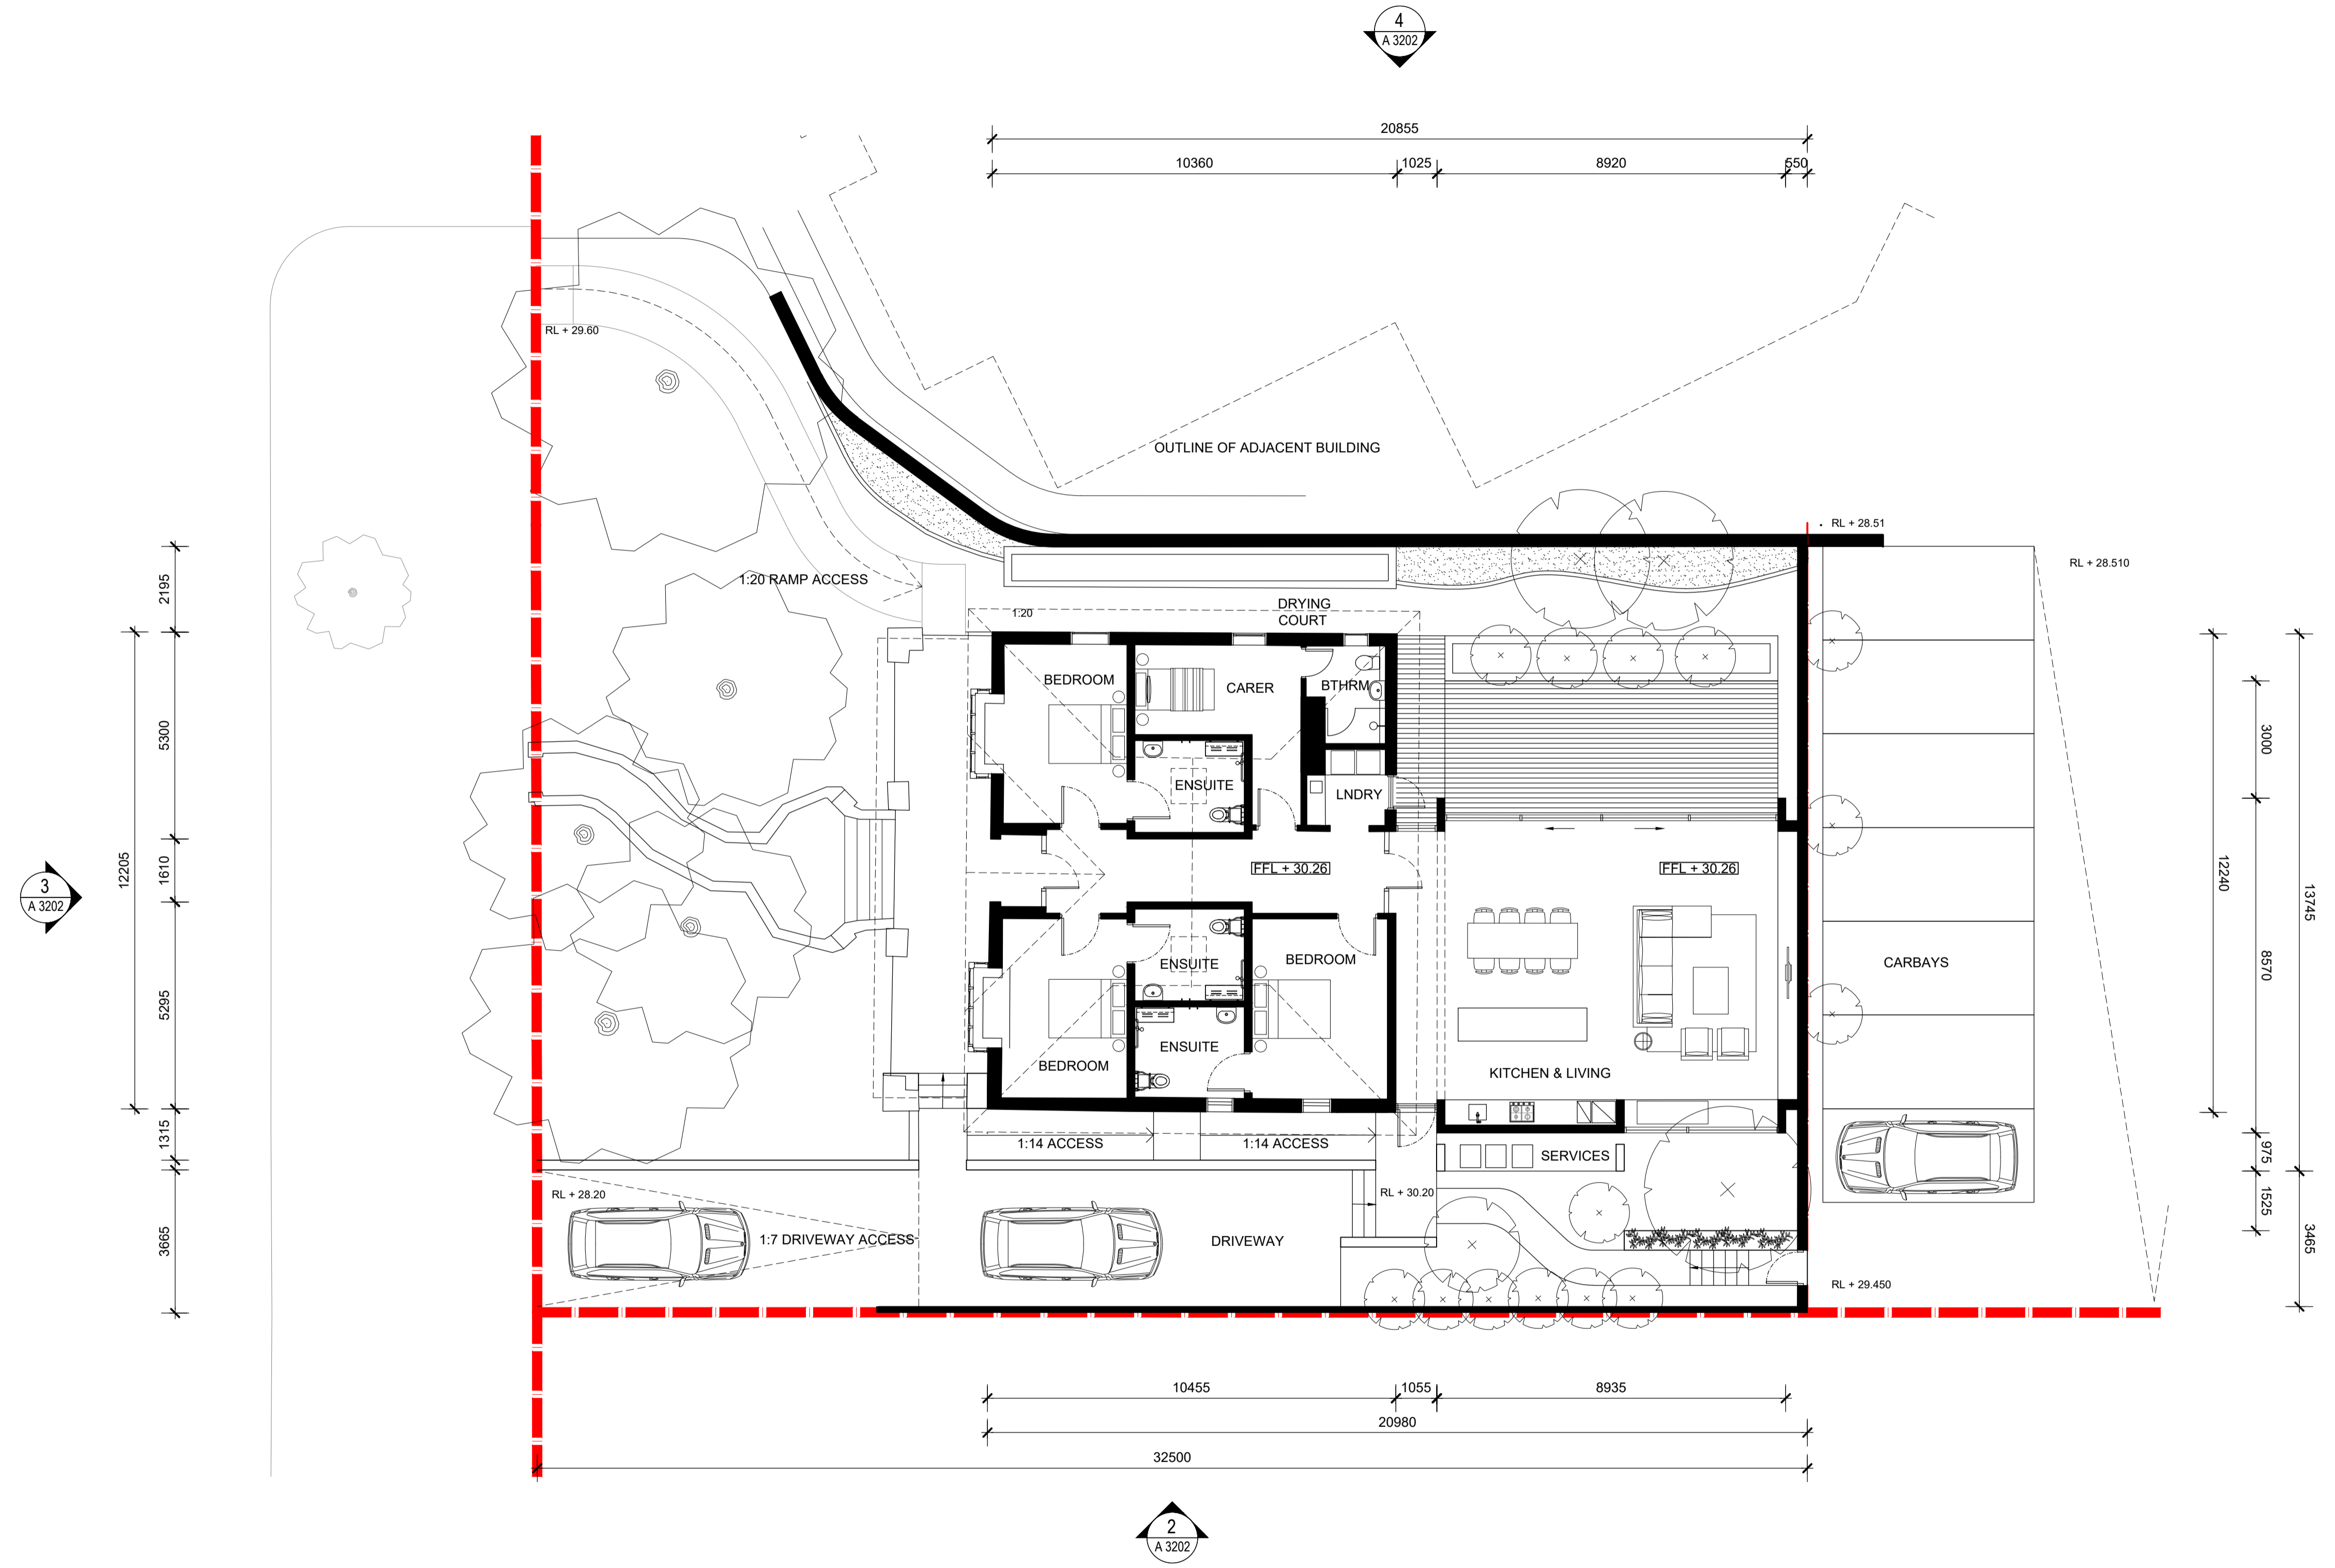 4
A 3202
20855
10360
1025
8920
550
RL + 29.60
OUTLINE OF ADJACENT BUILDING
RL + 28.51
RL + 28.510
2195
1:20 RAMP ACCESS
DRYING
COURT
1:20
BEDROOM
CARER
BTHRM
5300
3000
ENSUITE
LNDRY
12205
1610
FFL + 30.26
FFL + 30.26
12240
13745
3
A 3202
ENSUITE
BEDROOM
CARBAYS
8570
5295
ENSUITE
BEDROOM
KITCHEN & LIVING
1315
1:14 ACCESS
1:14 ACCESS
SERVICES
975
RL + 28.20
RL + 30.20
1525
3665
1:7 DRIVEWAY ACCESS
DRIVEWAY
3465
RL + 29.450
10455
1055
8935
20980
32500
2
A 3202